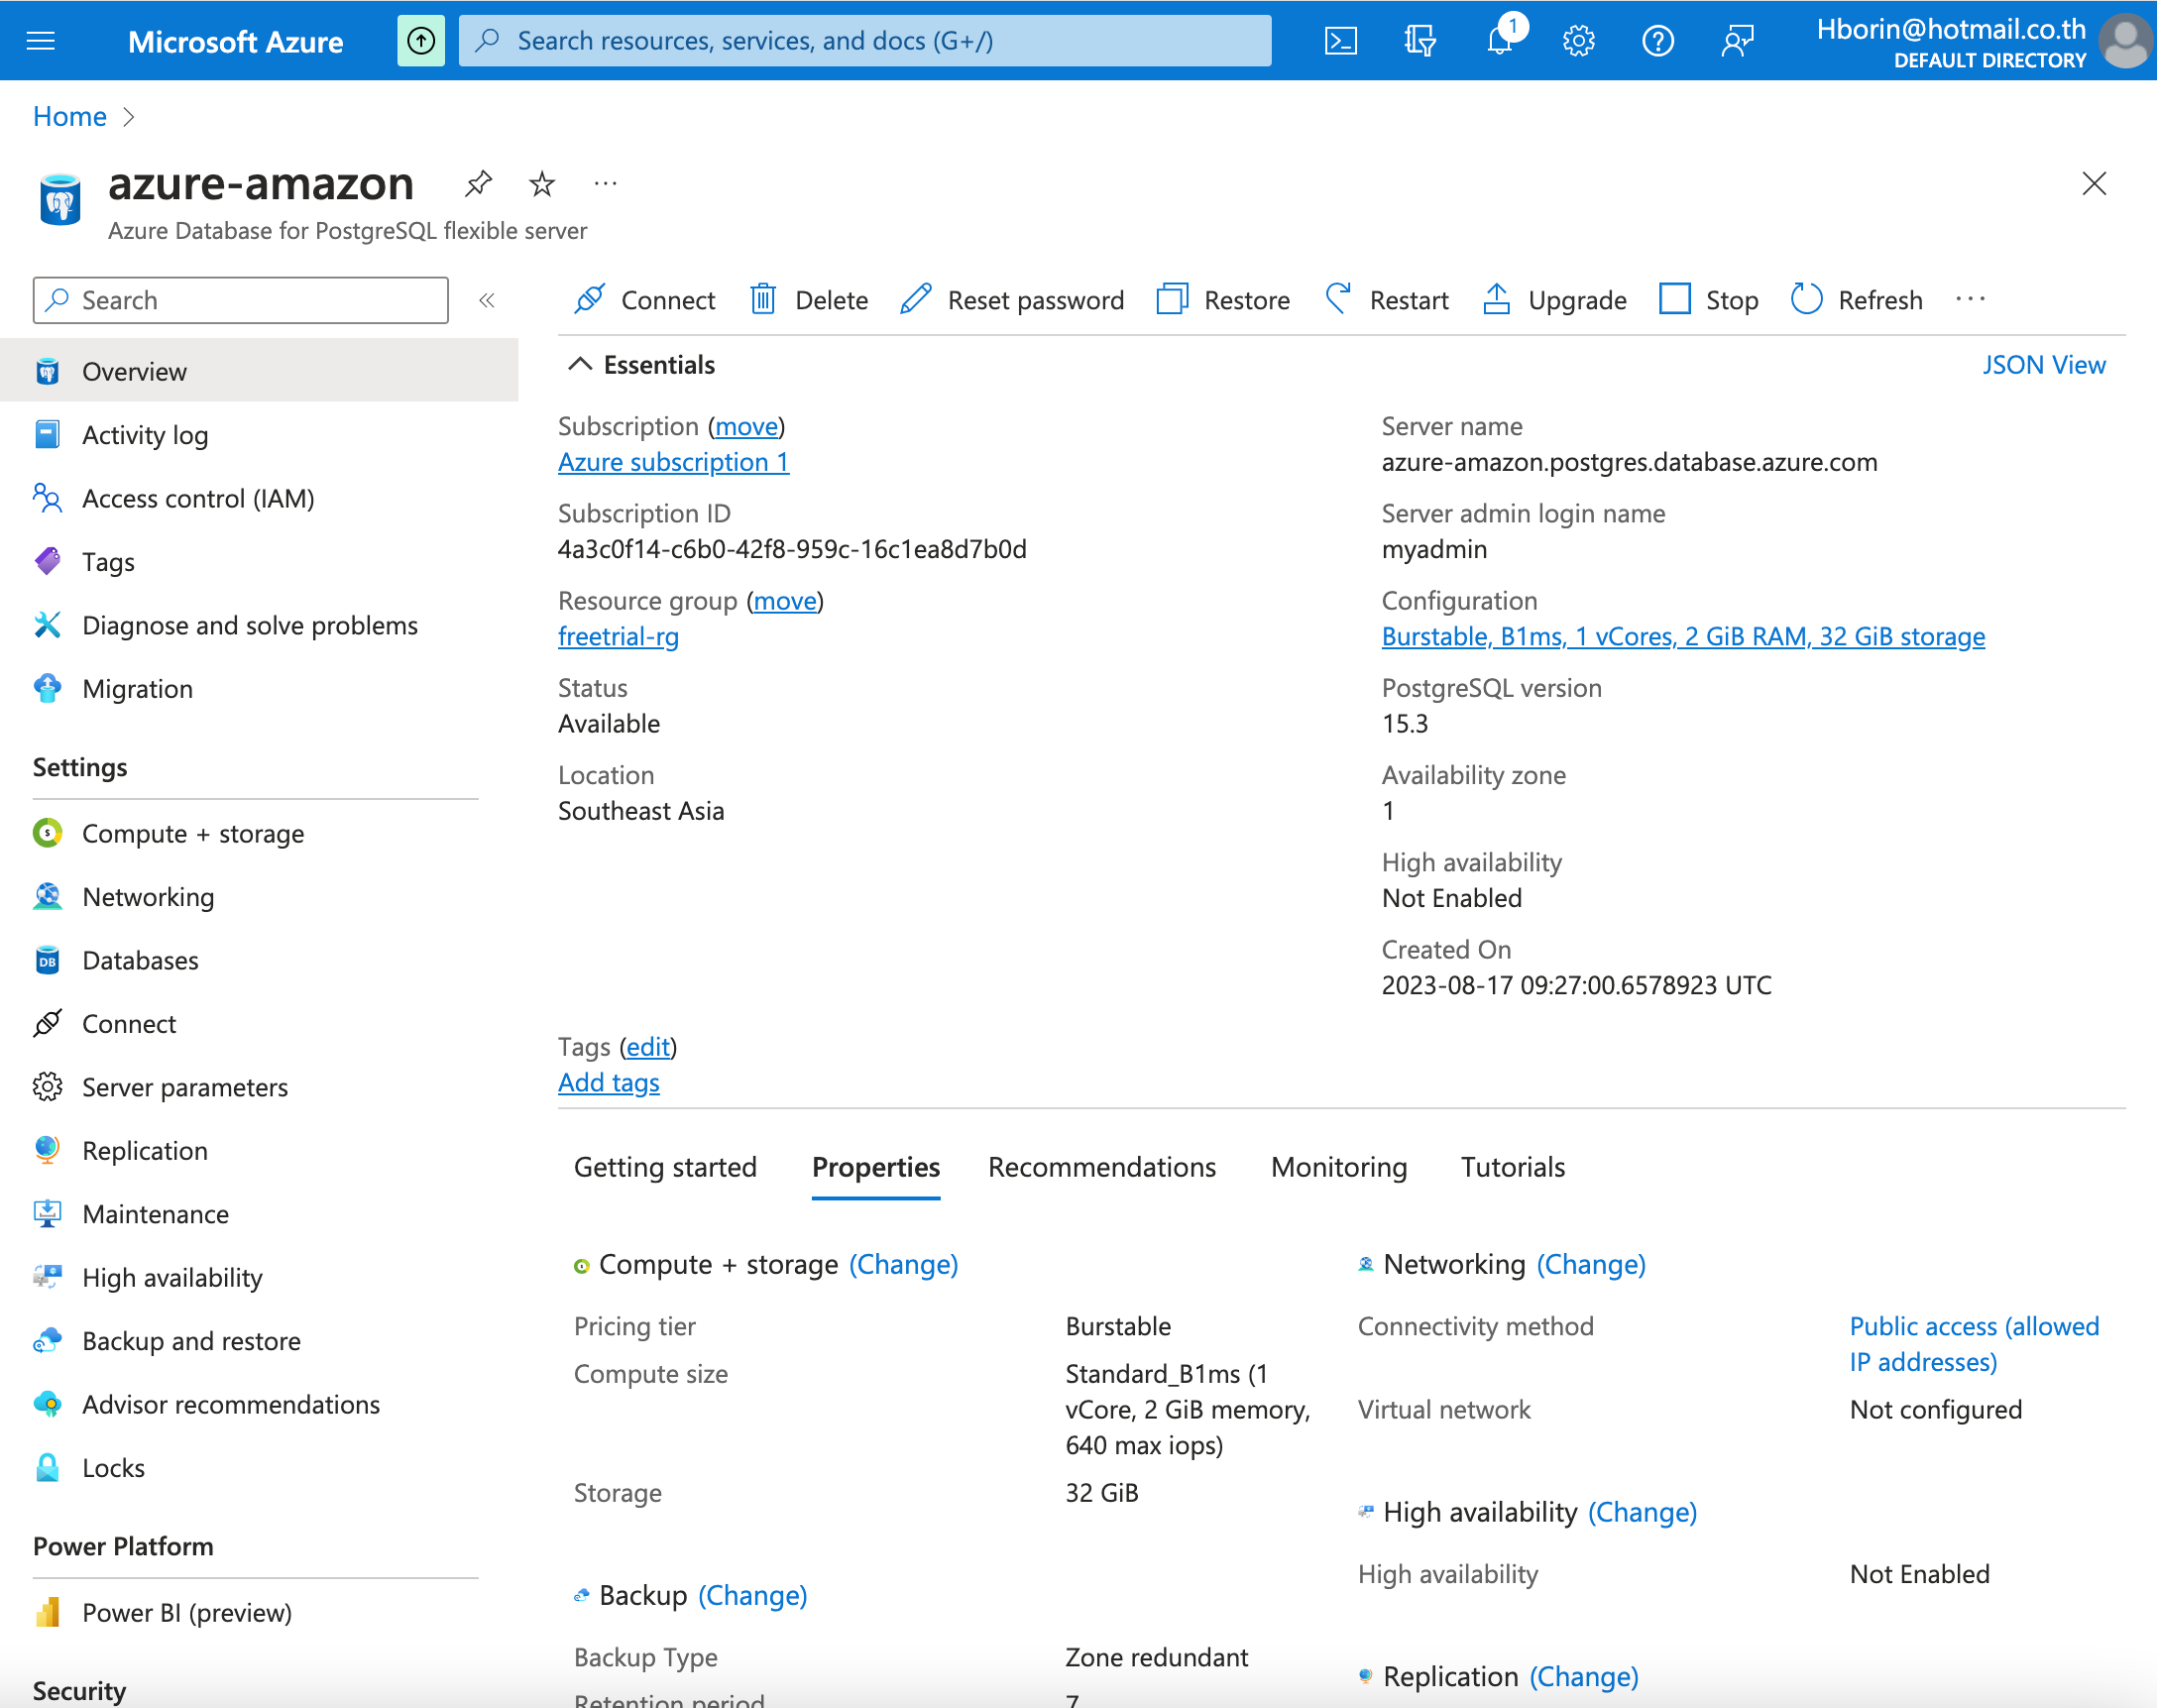 Microsoft Azure
Search resources, services, and docs (G+/)
1
Hborin@hotmail.co.th
DEFAULT DIRECTORY
Home
azure-amazon
Azure Database for PostgreSQL flexible server
Search
Connect
Delete
Reset password
Restore
Restart
Upgrade
Stop
Refresh
Overview
Activity log
Access control (IAM)
Tags
Diagnose and solve problems
Migration
Settings
Compute + storage
Networking
Databases
Connect
Server parameters
Replication
Maintenance
High availability
Backup and restore
Advisor recommendations
Locks
Power Platform
Power BI (preview)
Security
Essentials
JSON View
Subscription (move)
Azure subscription 1
Subscription ID
4a3c0f14-c6b0-42f8-959c-16c1ea8d7b0d
Resource group (move)
freetrial-rg
Status
Available
Location
Southeast Asia
Server name
azure-amazon.postgres.database.azure.com
Server admin login name
myadmin
Configuration
Burstable, B1ms, 1 vCores, 2 GiB RAM, 32 GiB storage
PostgreSQL version
15.3
Availability zone
1
High availability
Not Enabled
Created On
2023-08-17 09:27:00.6578923 UTC
Tags (edit)
Add tags
Getting started
Properties
Recommendations
Monitoring
Tutorials
Compute + storage (Change)
Pricing tier
Burstable
Compute size
Standard_B1ms (1
vCore, 2 GiB memory,
640 max iops)
Storage
32 GiB
Backup (Change)
Backup Type
Zone redundant
Retention period
7
Networking (Change)
Connectivity method
Public access (allowed
IP addresses)
Virtual network
Not configured
High availability (Change)
High availability
Not Enabled
Replication (Change)